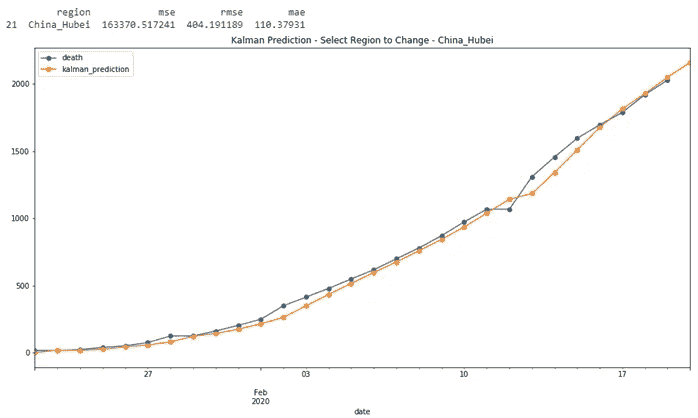 region mse rmse mae
21 China_Hubei 163370.517241 404.191189 110.37931
Kalman Prediction - Select Region to Change - China_Hubei
death
kalman_prediction
2000
1500
1000
500
0
27 03 10 17
Feb
2020
date